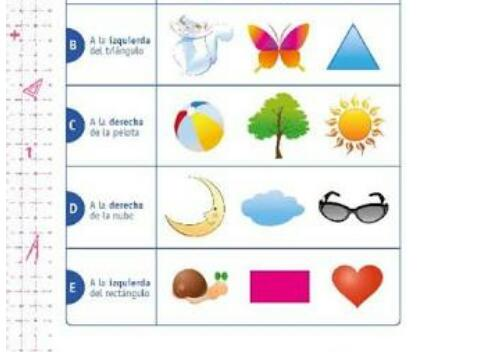 B
A la izquierda
del triángulo
C
A la derecha
de la pelota
D
A la derecha
de la nube
E
A la izquierda
del rectángulo